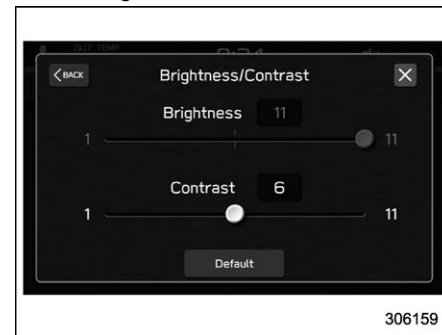 OUT TEMP
BACK Brightness/Contrast
Brightness 11
1 11
Contrast 6
1 11
Default
306159